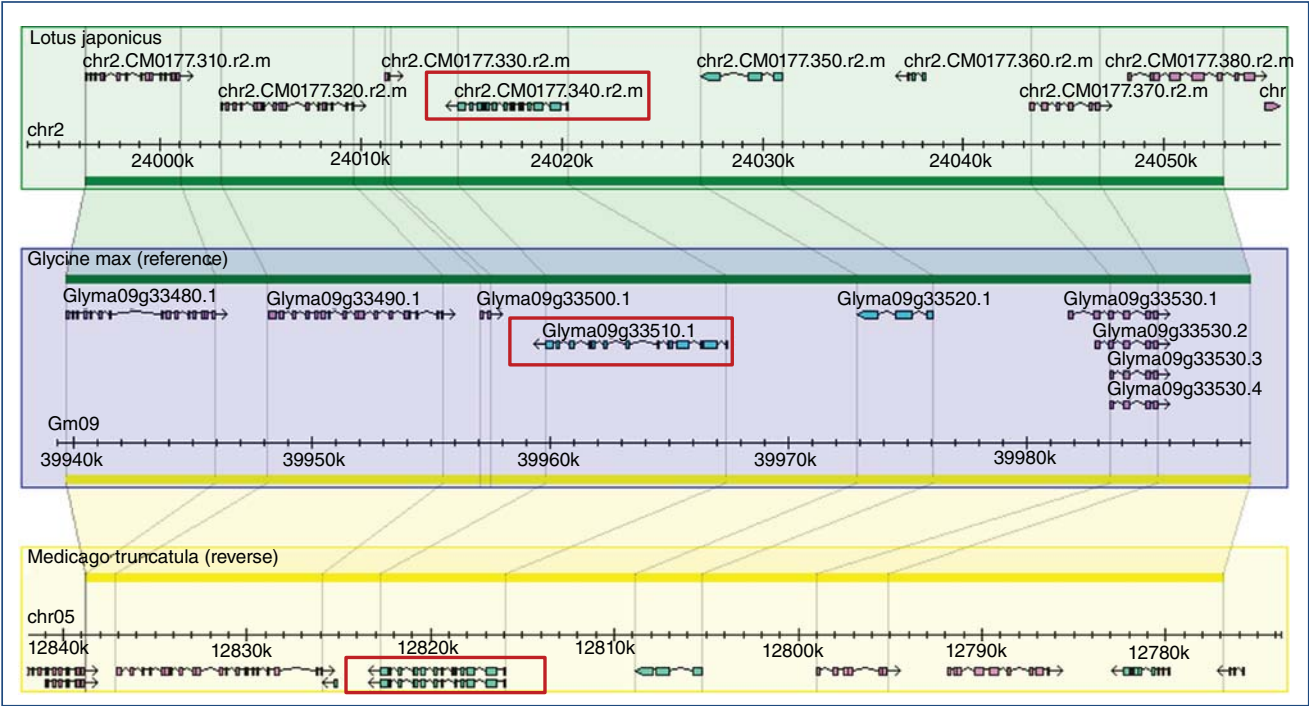 Lotus japonicus
chr2.CM0177.310.r2.m
chr2.CM0177.330.r2.m
chr2.CM0177.350.r2.m
chr2.CM0177.360.r2.m
chr2.CM0177.380.r2.m
chr2.CM0177.320.r2.m
chr2.CM0177.340.r2.m
chr2.CM0177.370.r2.m
chr
chr2
24000k 24010k 24020k 24030k 24040k 24050k
Glycine max (reference)
Glyma09g33480.1
Glyma09g33490.1
Glyma09g33500.1
Glyma09g33520.1
Glyma09g33530.1
Glyma09g33510.1
Glyma09g33530.2
Glyma09g33530.3
Glyma09g33530.4
Gm09
39940k 39950k 39960k 39970k 39980k
Medicago truncatula (reverse)
chr05
12840k 12830k 12820k 12810k 12800k 12790k 12780k